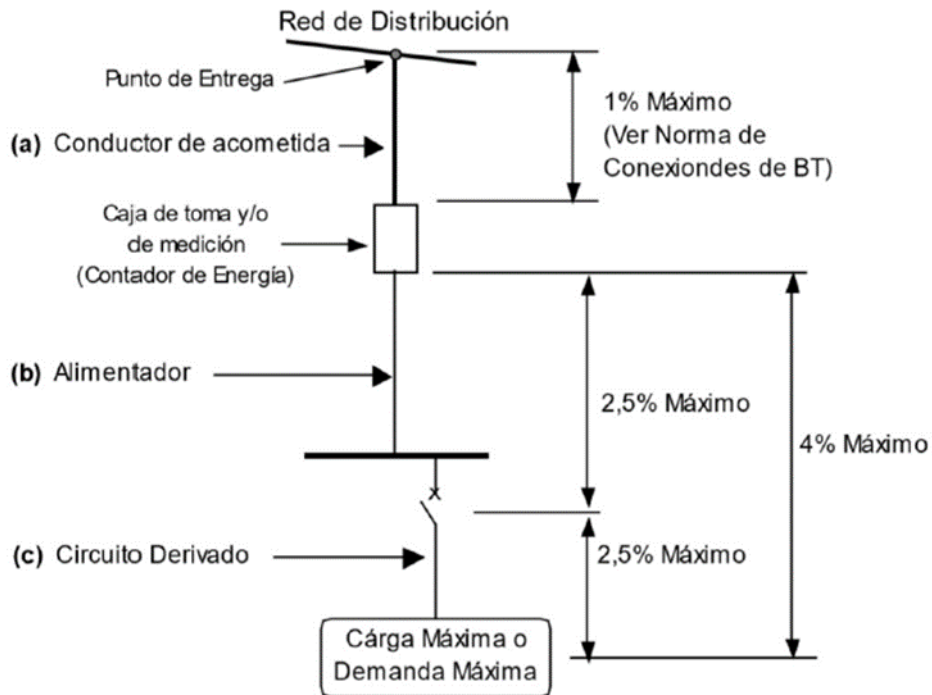 Red de Distribución
Punto de Entrega
1% Máximo
(Ver Norma de
Conexiondes de BT)
(a) Conductor de acometida
Caja de toma y/o
de medición
(Contador de Energía)
(b) Alimentador
2,5% Máximo
4% Máximo
(c) Circuito Derivado
2,5% Máximo
Cárga Máxima o
Demanda Máxima